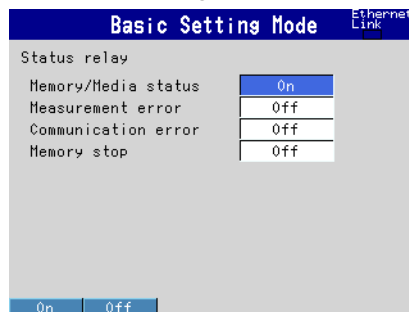 Basic Setting Mode
Ethernet
Link
Status relay
Memory/Media status On
Measurement error Off
Communication error Off
Memory stop Off
On Off